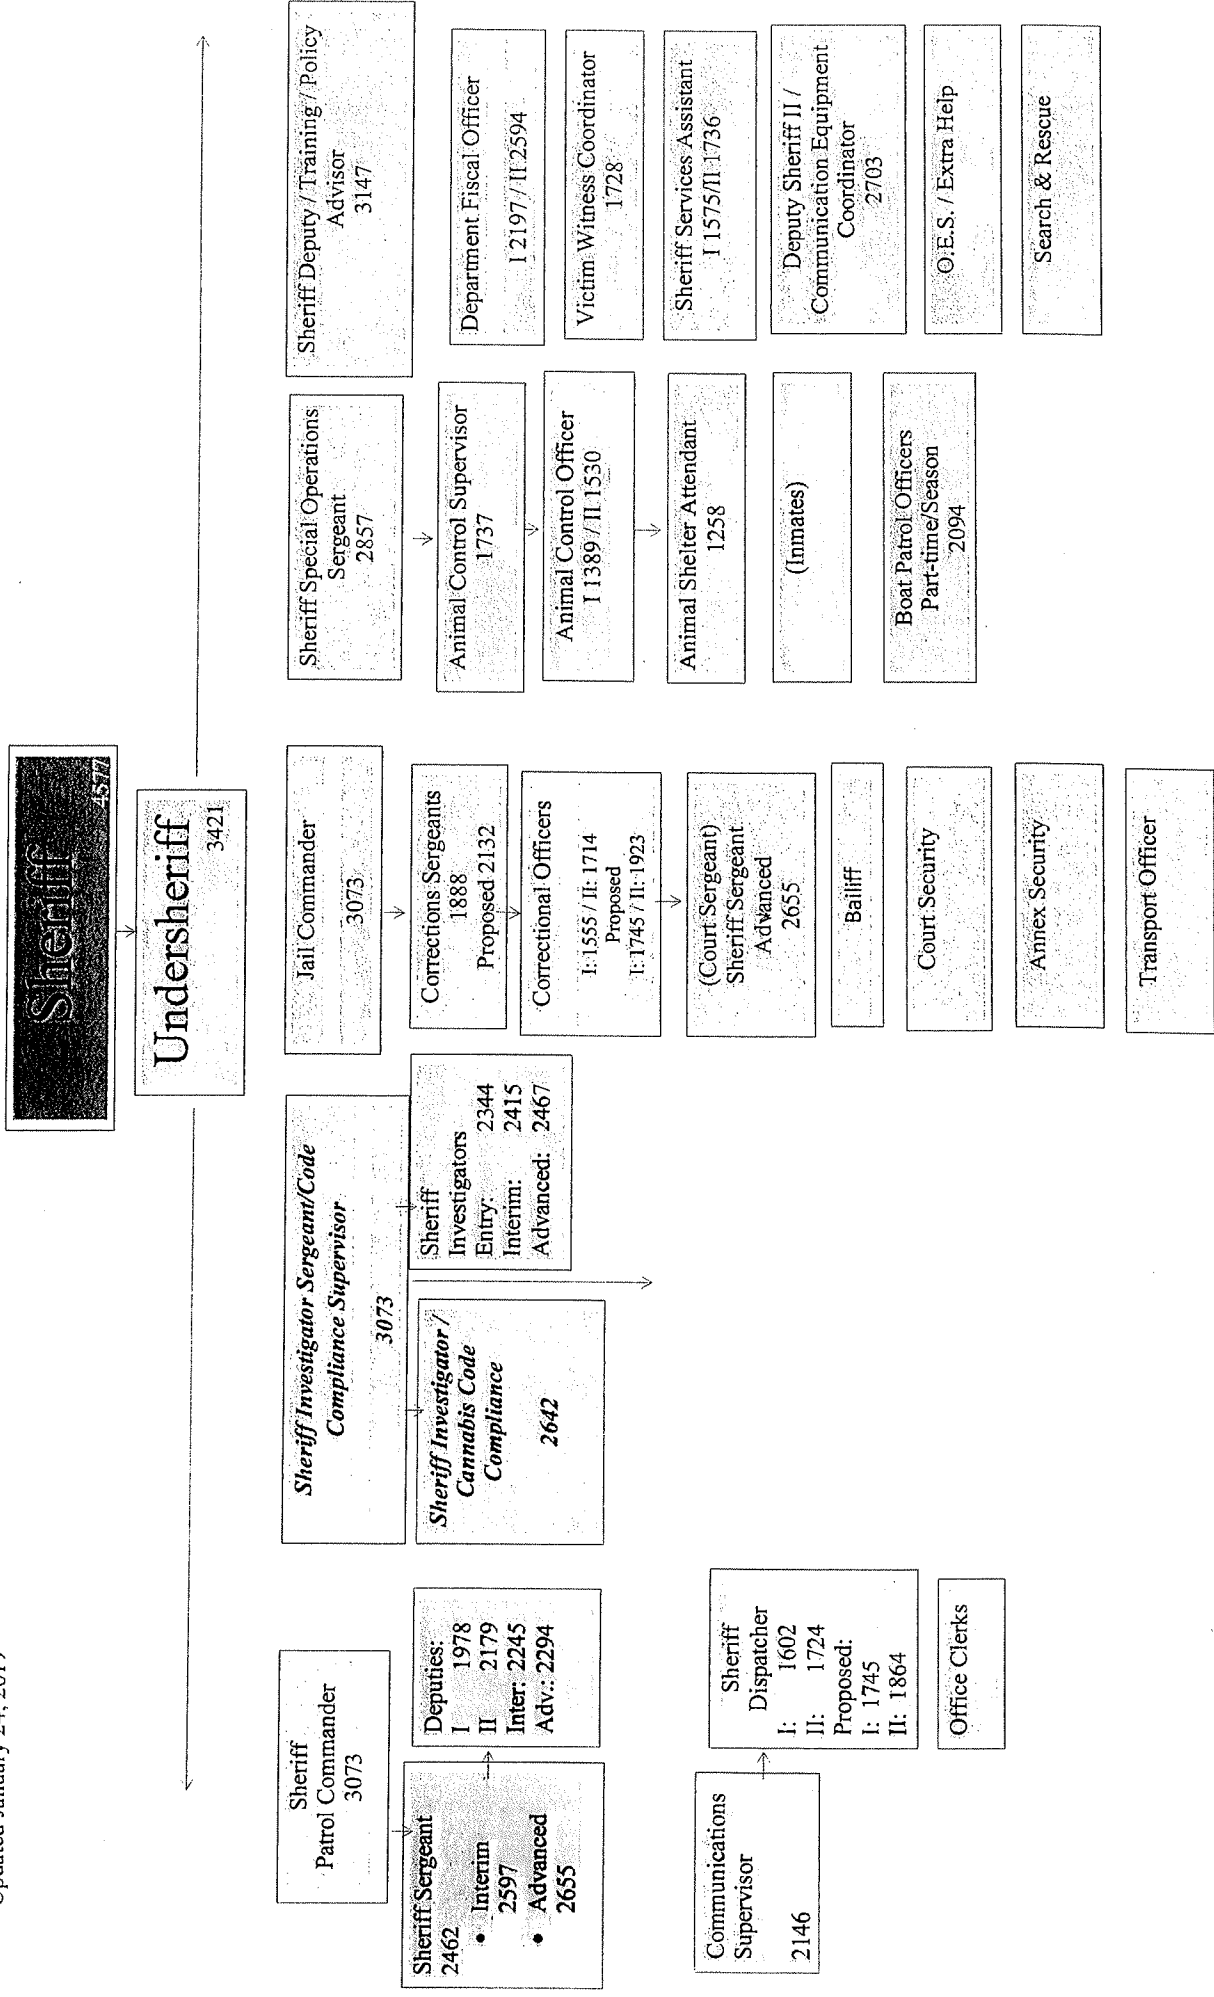 Updated January 24, 2019
Sheriff
4577
Undersheriff
3421
Sheriff
Patrol Commander
3073
Sheriff Sergeant
2462
• Interim
2597
• Advanced
2655
Deputies:
I 1978
II 2179
Inter: 2245
Adv.: 2294
Communications
Supervisor
2146
Sheriff
Dispatcher
I: 1602
II: 1724
Proposed:
I: 1745
II: 1864
Office Clerks
Sheriff Investigator Sergeant/Code
Compliance Supervisor
3073
Sheriff Investigator /
Cannabis Code
Compliance
2642
Sheriff
Investigators
Entry: 2344
Interim: 2415
Advanced: 2467
Jail Commander
3073
Corrections Sergeants
1888
Proposed 2132
Correctional Officers
I: 1555 / II: 1714
Proposed
I: 1745 / II: 1923
(Court Sergeant)
Sheriff Sergeant
Advanced
2655
Bailiff
Court Security
Annex Security
Transport Officer
Sheriff Special Operations
Sergeant
2857
Animal Control Supervisor
1737
Animal Control Officer
I 1389 / II 1530
Animal Shelter Attendant
1258
(Inmates)
Boat Patrol Officers
Part-time/Season
2094
Sheriff Deputy / Training / Policy
Advisor
3147
Department Fiscal Officer
I 2197 / II 2594
Victim Witness Coordinator
1728
Sheriff Services Assistant
I 1575/II 1736
Deputy Sheriff II /
Communication Equipment
Coordinator
2703
O.E.S. / Extra Help
Search & Rescue